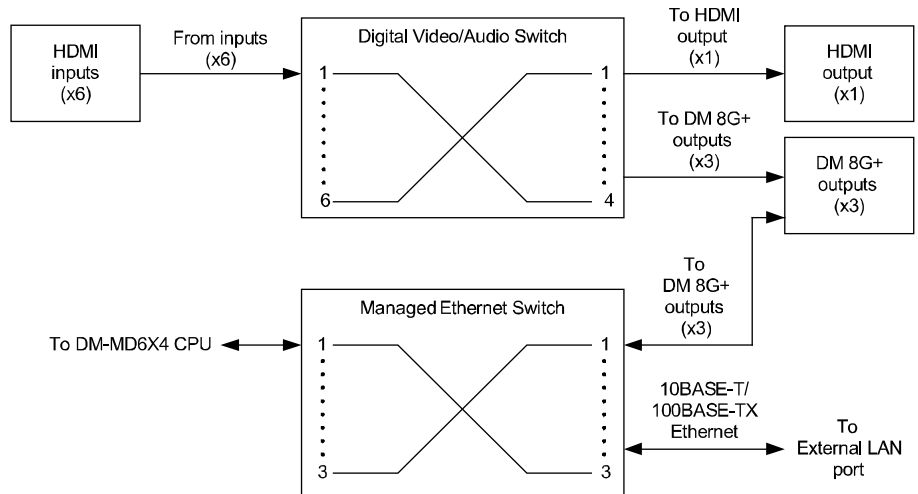 HDMI
inputs
(x6)
From inputs
(x6)
Digital Video/Audio Switch
1
6
1
4
To HDMI
output
(x1)
HDMI
output
(x1)
To DM 8G+
outputs
(x3)
DM 8G+
outputs
(x3)
To
DM 8G+
outputs
(x3)
Managed Ethernet Switch
To DM-MD6X4 CPU
1
3
1
3
10BASE-T/
100BASE-TX
Ethernet
To
External LAN
port